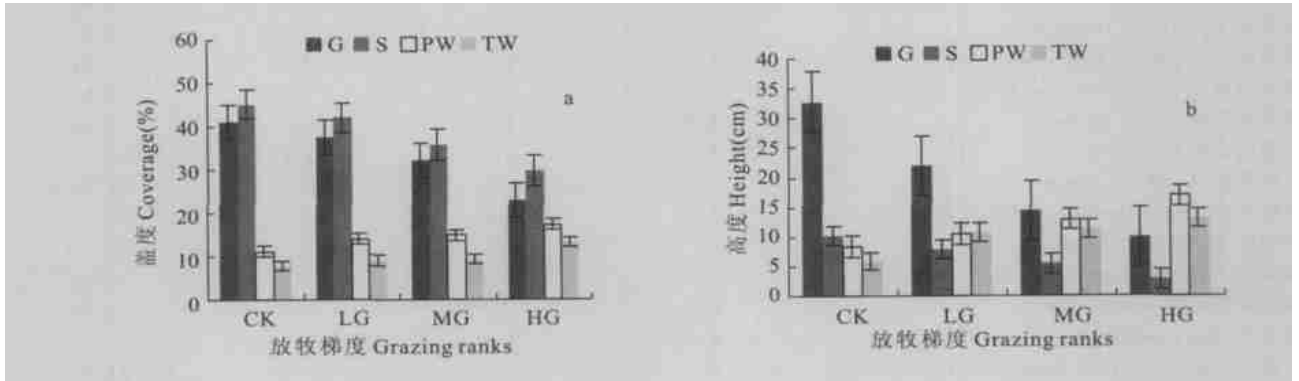 60
50
40
30
20
10
0
盖度 Coverage(%)
G S PW TW
a
CK LG MG HG
放牧梯度 Grazing ranks
40
35
30
25
20
15
10
5
0
高度 Height(cm)
G S PW TW
b
CK LG MG HG
放牧梯度 Grazing ranks